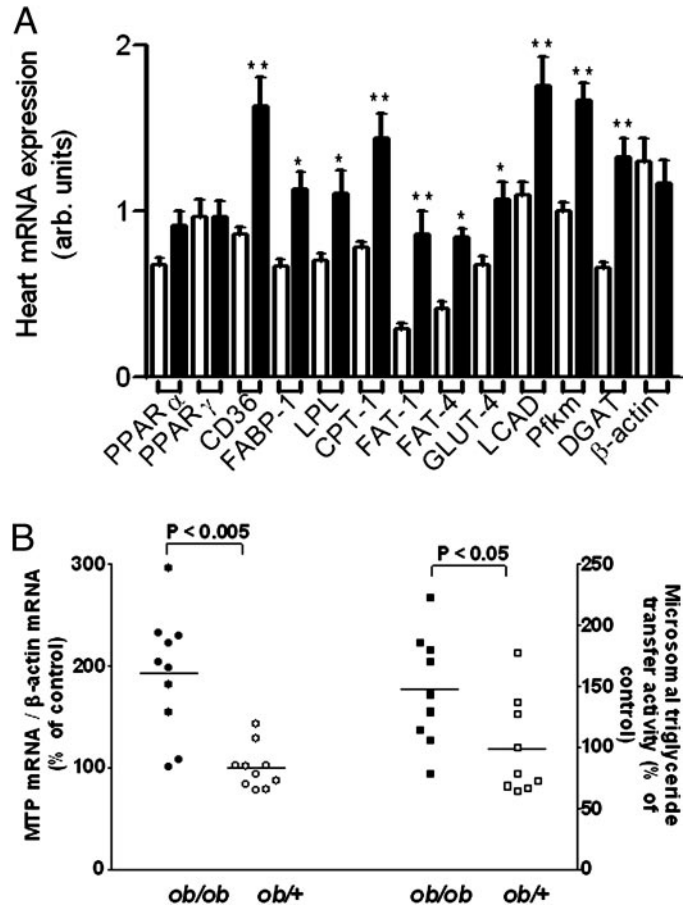 A
Heart mRNA expression
(arb. units)
2
1
0
** * * ** ** * * ** ** **
PPARα
PPARγ
CD36
FABP-1
LPL
CPT-1
FAT-1
FAT-4
GLUT-4
LCAD
Pfkm
DGAT
β-actin
B
P < 0.005
P < 0.05
MTP mRNA / β-actin mRNA
(% of control)
300
200
100
0
250
200
150
100
50
0
Microsomal triglyceride
transfer activity (% of
control)
ob/ob ob/+ ob/ob ob/+